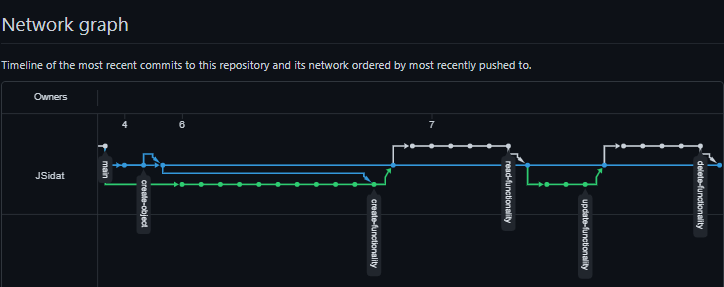 Network graph
Timeline of the most recent commits to this repository and its network ordered by most recently pushed to.
Owners
4 6 7
JSidat
main
create-object
create-functionality
read-functionality
update-functionality
delete-functionality